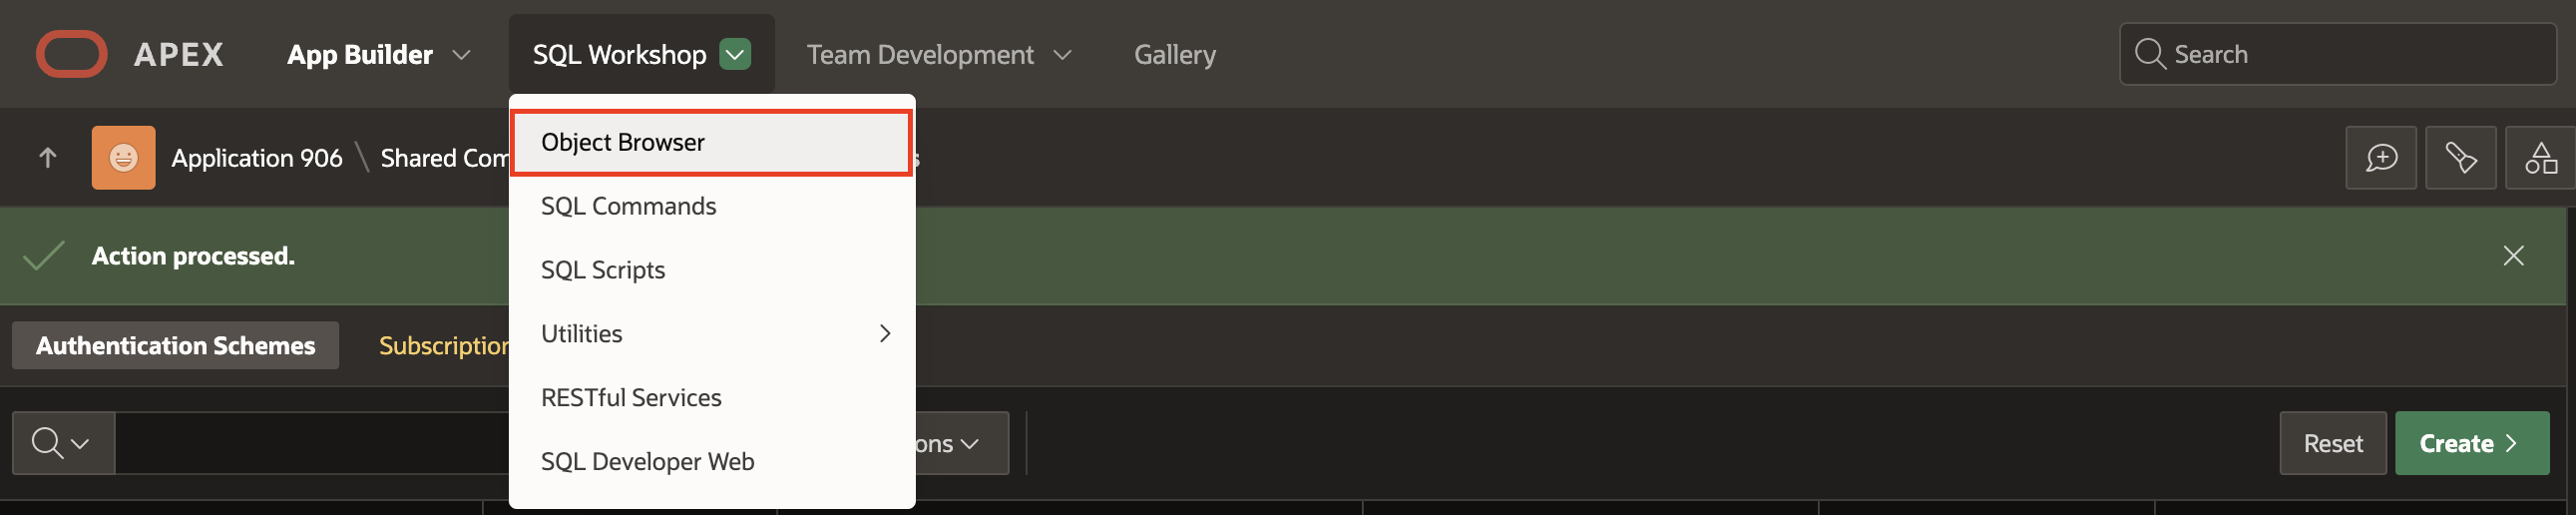 APEX App Builder SQL Workshop Team Development Gallery Search
Object Browser
Application 906 \ Shared Com
SQL Commands
Action processed.
SQL Scripts
Utilities
Authentication Schemes Subscription
RESTful Services
Reset Create
SQL Developer Web